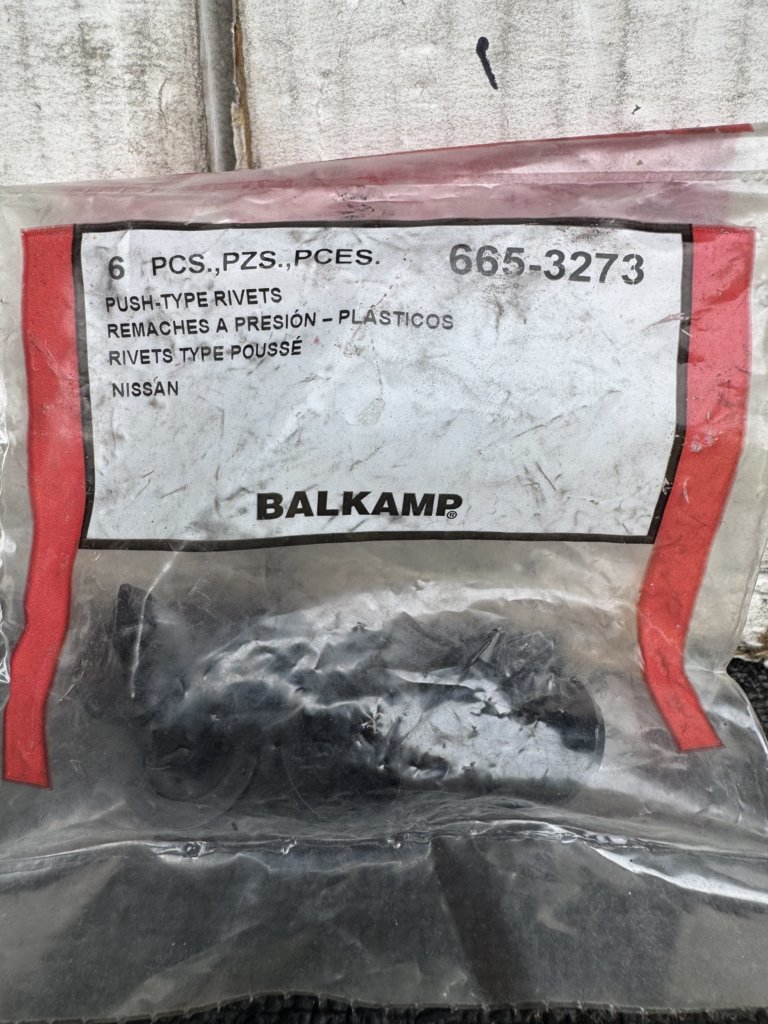 6 PCS.,PZS.,PCES. 665-3273
PUSH-TYPE RIVETS
REMACHES A PRESIÓN – PLASTICOS
RIVETS TYPE POUSSÉ
NISSAN
BALKAMP®